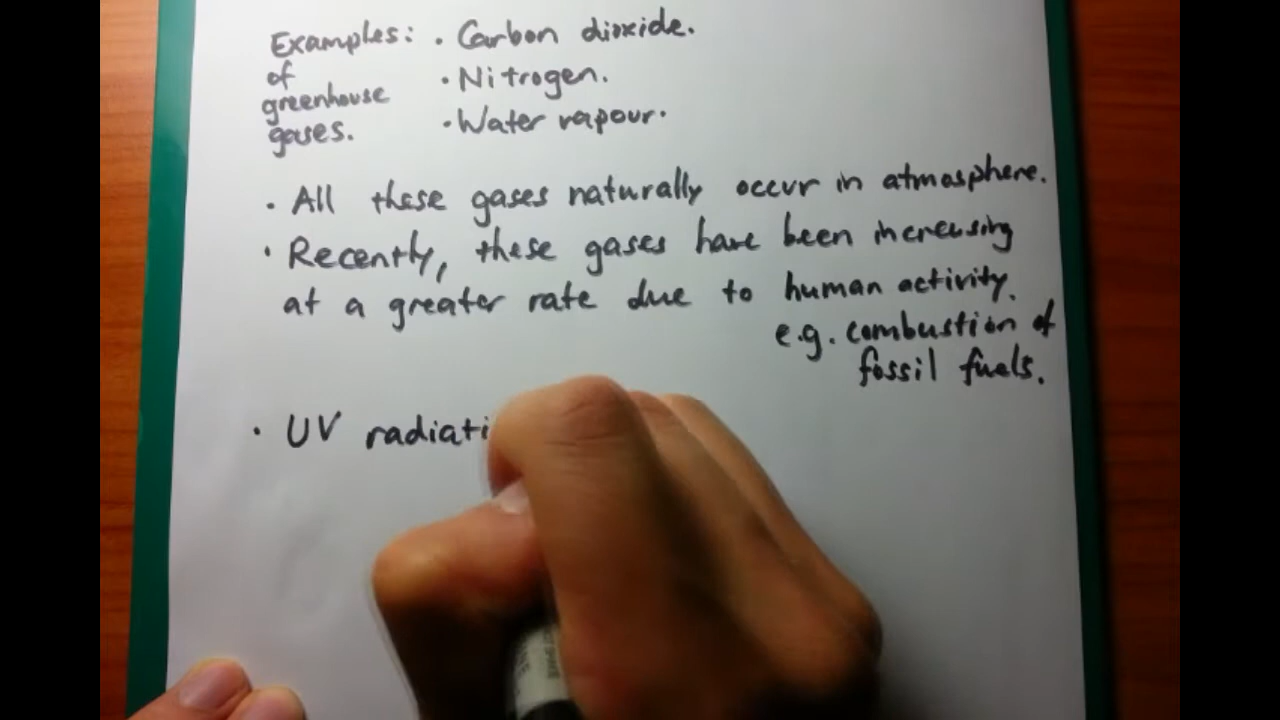 Examples: • Carbon dioxide.
of
greenhouse
gases.
• Nitrogen.
• Water vapour.
• All these gases naturally occur in atmosphere.
• Recently, these gases have been increasing
at a greater rate due to human activity.
e.g. combustion of
fossil fuels.
• UV radiati